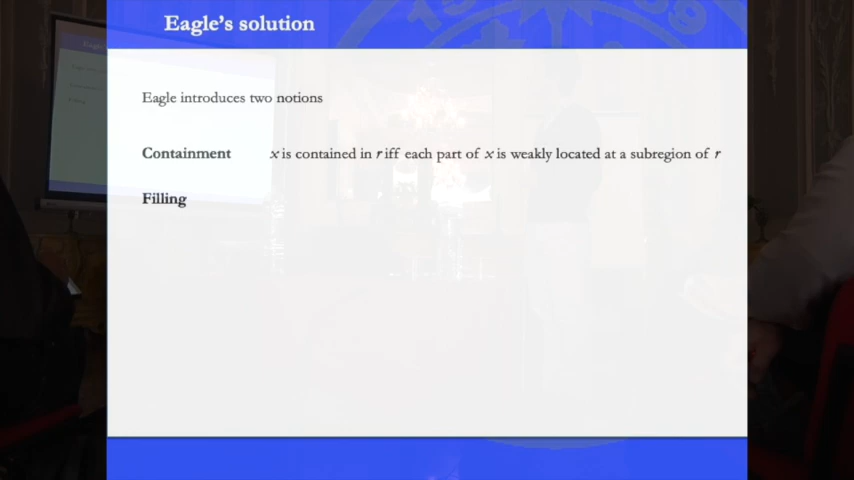 Eagle's solution
Eagle introduces two notions
Containment x is contained in r iff each part of x is weakly located at a subregion of r
Filling